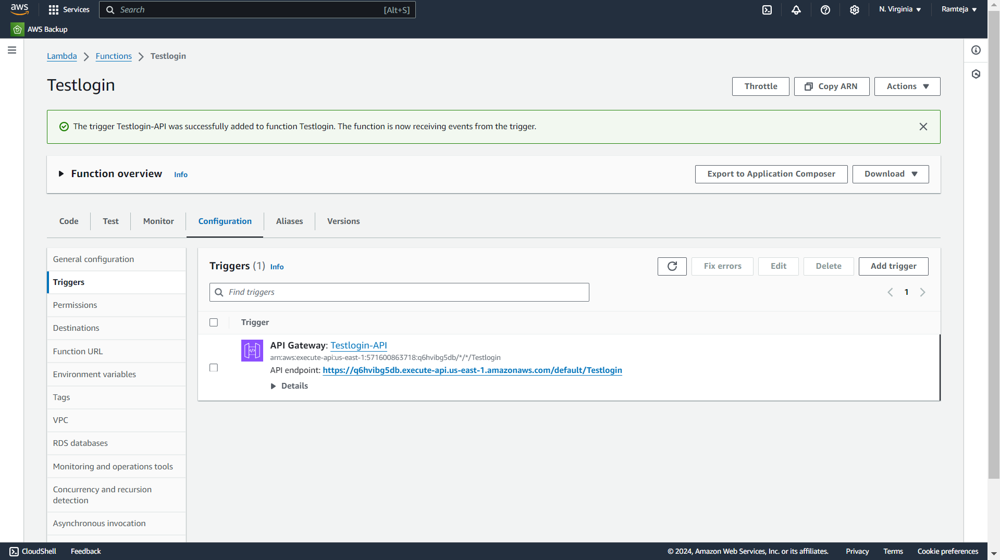 aws
Services
Search
[Alt+S]
N. Virginia
Ramteja
AWS Backup
Lambda
Functions
Testlogin
Testlogin
Throttle
Copy ARN
Actions
The trigger Testlogin-API was successfully added to function Testlogin. The function is now receiving events from the trigger.
Function overview
Info
Export to Application Composer
Download
Code
Test
Monitor
Configuration
Aliases
Versions
General configuration
Triggers
Permissions
Destinations
Function URL
Environment variables
Tags
VPC
RDS databases
Monitoring and operations tools
Concurrency and recursion
detection
Asynchronous invocation
Triggers (1)
Info
Fix errors
Edit
Delete
Add trigger
Find triggers
1
Trigger
API Gateway: Testlogin-API
arn:aws:execute-api:us-east-1:571600863718:q6hvibg5db/*/*/Testlogin
API endpoint: https://q6hvibg5db.execute-api.us-east-1.amazonaws.com/default/Testlogin
Details
CloudShell
Feedback
© 2024, Amazon Web Services, Inc. or its affiliates.
Privacy
Terms
Cookie preferences